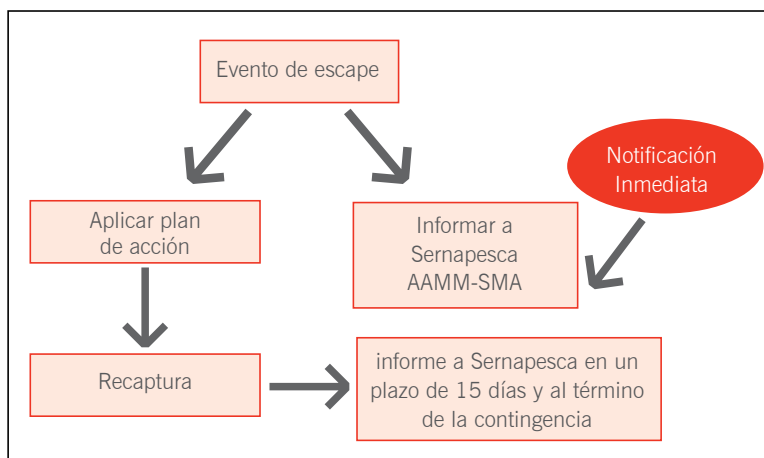 Evento de escape
Notificación
Inmediata
Aplicar plan
de acción
Informar a
Sernapesca
AAMM-SMA
Recaptura
informe a Sernapesca en un
plazo de 15 días y al término
de la contingencia